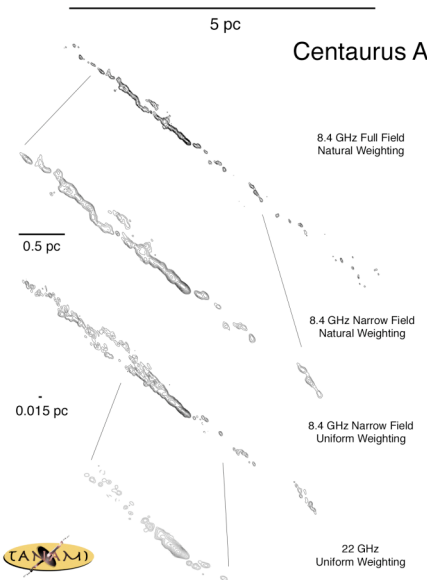 5 pc
Centaurus A
8.4 GHz Full Field
Natural Weighting
0.5 pc
8.4 GHz Narrow Field
Natural Weighting
0.015 pc
8.4 GHz Narrow Field
Uniform Weighting
22 GHz
Uniform Weighting
TANAMI